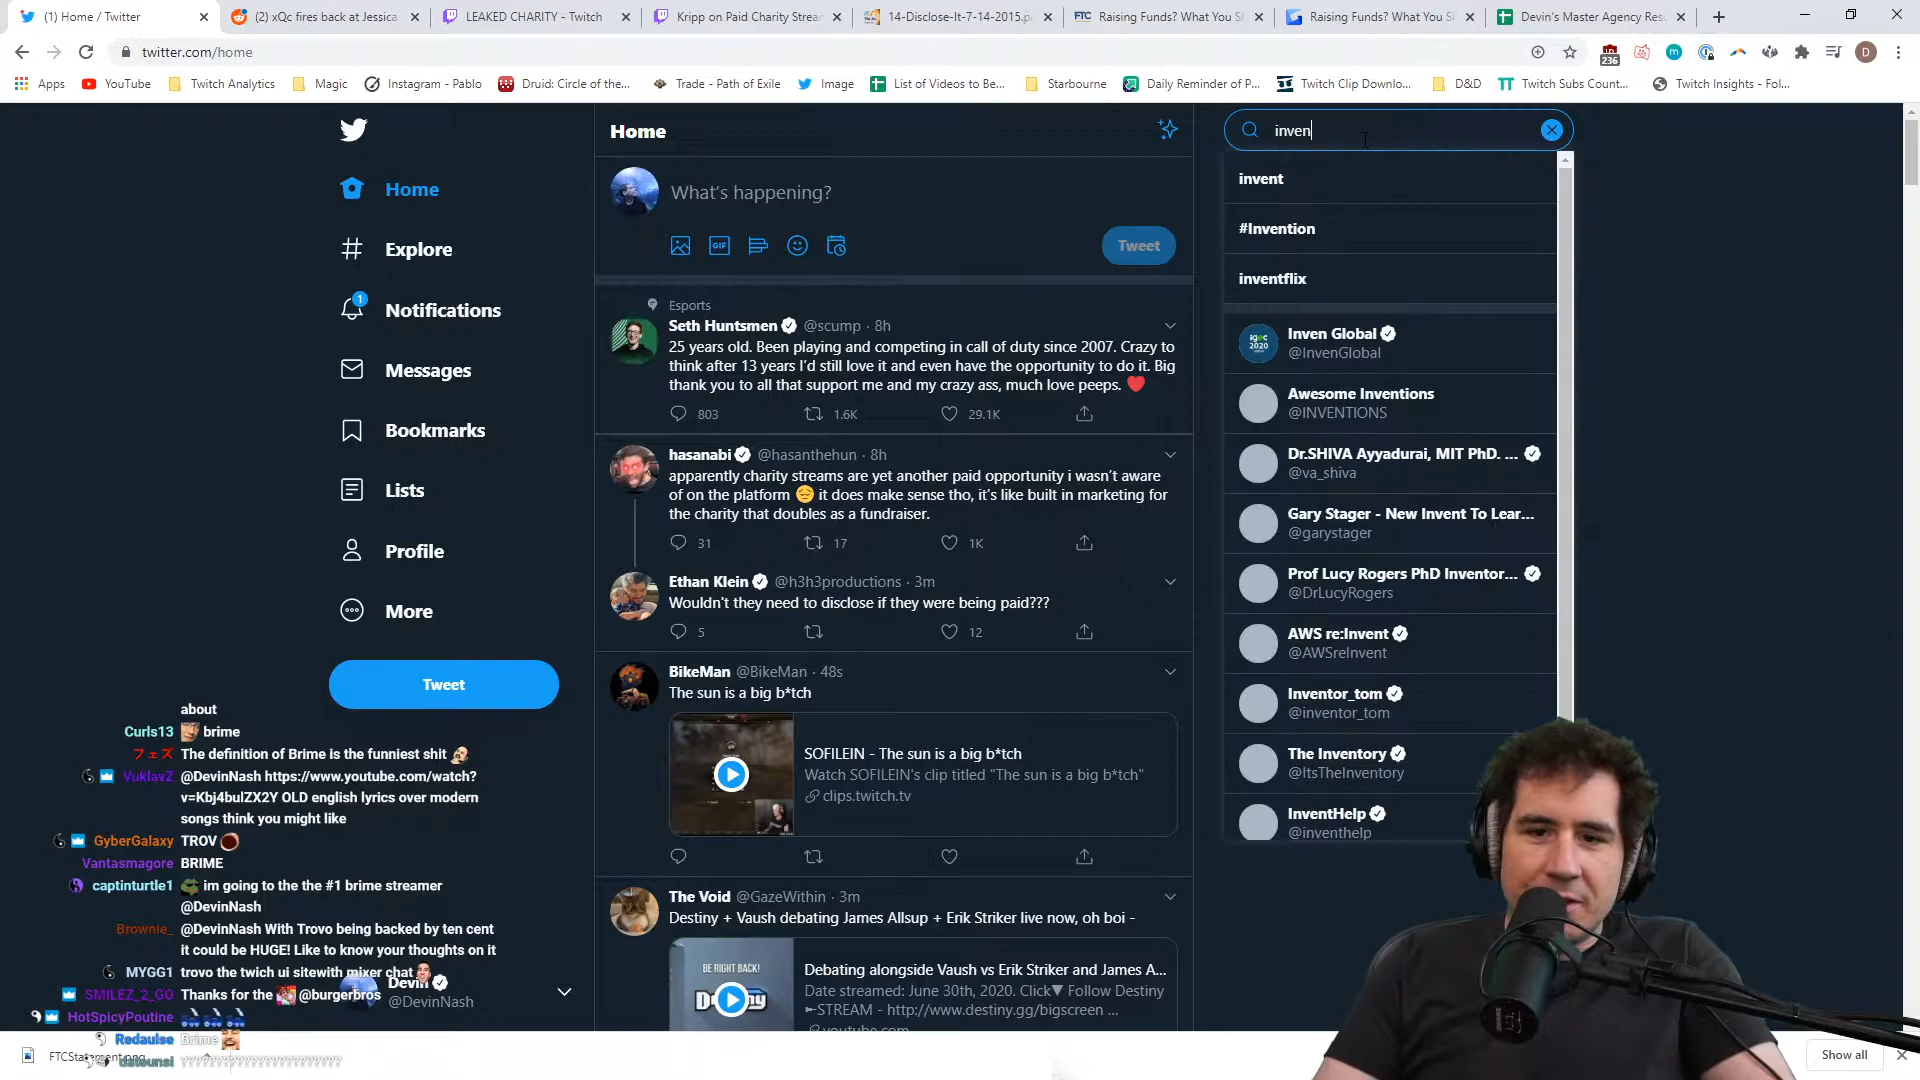 Home / Twitter
(2) xQc fires back at Jessica
LEAKED CHARITY - Twitch
Kripp on Paid Charity Strea
14-Disclose-It-7-14-2015.p
FTC Raising Funds? What You S
Raising Funds? What You S
Devin's Master Agency Res
twitter.com/home
236
D
Apps
YouTube
Twitch Analytics
Magic
Instagram - Pablo
Druid: Circle of the...
Trade - Path of Exile
Image
List of Videos to Be...
Starbourne
Daily Reminder of P...
Twitch Clip Downlo...
D&D
Twitch Subs Count...
Twitch Insights - Fol...
Home
1
Explore
Notifications
Messages
Bookmarks
Lists
Profile
More
Tweet
Home
What's happening?
GIF
Tweet
Esports
Seth Huntsmen @scump · 8h
25 years old. Been playing and competing in call of duty since 2007. Crazy to
think after 13 years I'd still love it and even have the opportunity to do it. Big
thank you to all that support me and my crazy ass, much love peeps. ❤️
803 1.6K 29.1K
hasanabi @hasanthehun · 8h
apparently charity streams are yet another paid opportunity i wasn't aware
of on the platform 😔 it does make sense tho, it's like built in marketing for
the charity that doubles as a fundraiser.
31 17 1K
Ethan Klein @h3h3productions · 3m
Wouldn't they need to disclose if they were being paid???
5 12
BikeMan @BikeMan · 48s
The sun is a big b*tch
SOFILEIN - The sun is a big b*tch
Watch SOFILEIN's clip titled "The sun is a big b*tch"
clips.twitch.tv
The Void @GazeWithin · 3m
Destiny + Vaush debating James Allsup + Erik Striker live now, oh boi -
BE RIGHT BACK!
Debating alongside Vaush vs Erik Striker and James A...
Date streamed: June 30th, 2020. Click▼ Follow Destiny
►STREAM - http://www.destiny.gg/bigscreen ...
youtube.com
inven
invent
#Invention
inventflix
igec 2020
Inven Global
@InvenGlobal
Awesome Inventions
@INVENTIONS
Dr.SHIVA Ayyadurai, MIT PhD. ...
@va_shiva
Gary Stager - New Invent To Lear...
@garystager
Prof Lucy Rogers PhD Inventor...
@DrLucyRogers
AWS re:Invent
@AWSreInvent
Inventor_tom
@inventor_tom
The Inventory
@ItsTheInventory
InventHelp
@inventhelp
about
Curls13 brime
フェズ The definition of Brime is the funniest shit
VuklavZ @DevinNash https://www.youtube.com/watch?
v=Kbj4bulZX2Y OLD english lyrics over modern
songs think you might like
GyberGalaxy TROV
Vantasmagore BRIME
captinturtle1 im going to the the #1 brime streamer
@DevinNash
Brownie_ @DevinNash With Trovo being backed by ten cent
it could be HUGE! Like to know your thoughts on it
MYGG1 trovo the twich ui sitewith mixer chat
SMILEZ_2_GO Thanks for the @burgerbros
HotSpicyPoutine
Redaulse Brime
datounsi
Devin
@DevinNash
FTCStatement.png
Show all